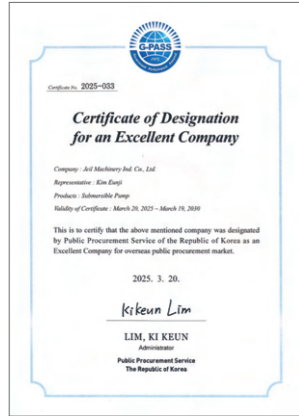 G-PASS
Certificate No. 2025-033
Certificate of Designation
for an Excellent Company
Company : Jeil Machinery Ind. Co., Ltd.
Representative : Kim Eunji
Products : Submersible Pump
Validity of Certificate : March 20, 2025 ~ March 19, 2030
This is to certify that the above mentioned company was designated
by Public Procurement Service of the Republic of Korea as an
Excellent Company for overseas public procurement market.
2025. 3. 20.
Kikeun Lim
LIM, KI KEUN
Administrator
Public Procurement Service
The Republic of Korea